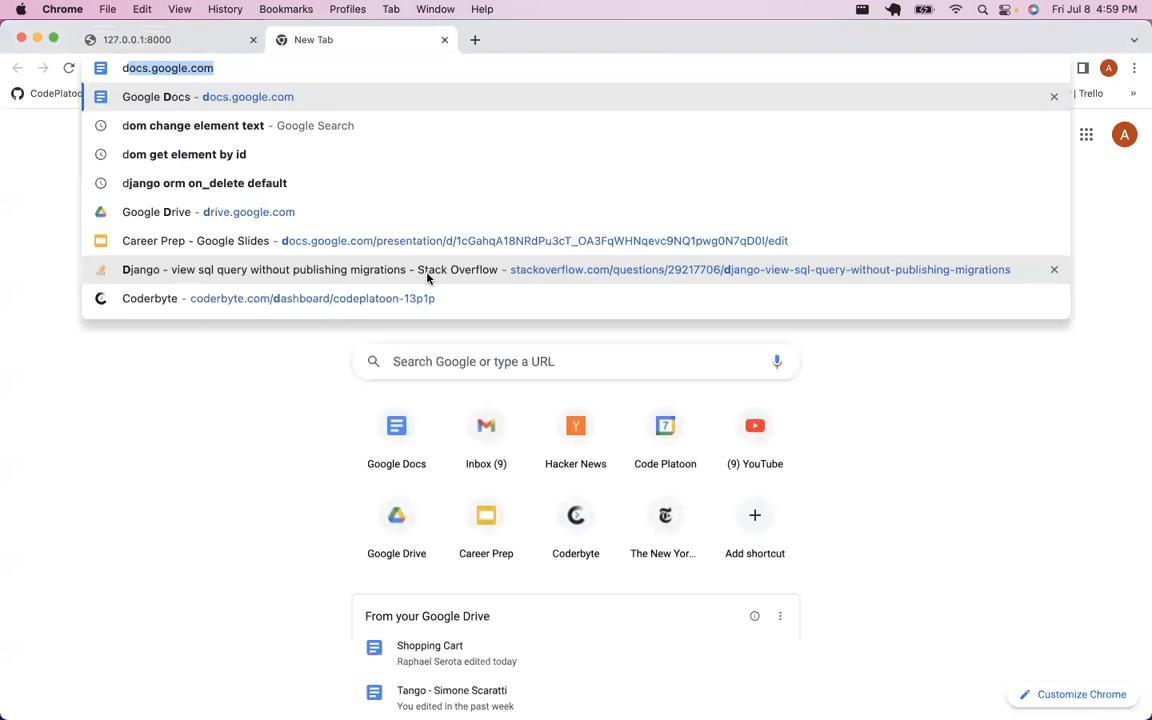 Chrome File Edit View History Bookmarks Profiles Tab Window Help Fri Jul 8 4:59 PM
127.0.0.1:8000 New Tab
docs.google.com A
CodePlatoo | Trello »
Google Docs - docs.google.com
dom change element text - Google Search
dom get element by id
A
django orm on_delete default
Google Drive - drive.google.com
Career Prep - Google Slides - docs.google.com/presentation/d/1cGahqA18NRdPu3cT_OA3FqWHNqevc9NQ1pwg0N7qD0I/edit
Django - view sql query without publishing migrations - Stack Overflow - stackoverflow.com/questions/29217706/django-view-sql-query-without-publishing-migrations
Coderbyte - coderbyte.com/dashboard/codeplatoon-13p1p
Search Google or type a URL
Google Docs Inbox (9) Hacker News Code Platoon (9) YouTube
Google Drive Career Prep Coderbyte The New Yor... Add shortcut
From your Google Drive
Shopping Cart
Raphael Serota edited today
Tango - Simone Scaratti
You edited in the past week
Customize Chrome